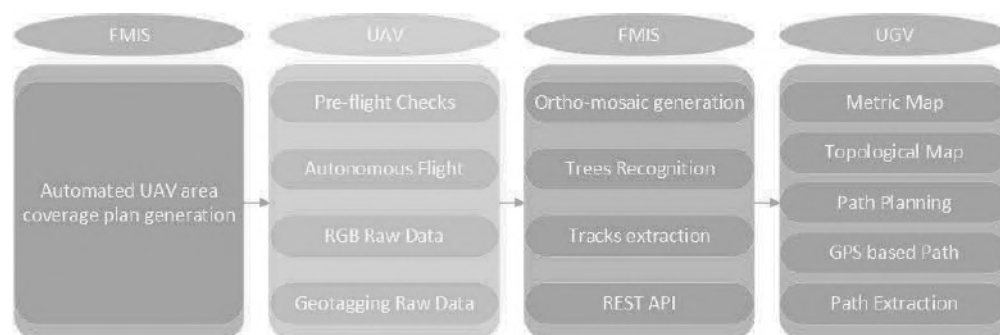 FMIS
Automated UAV area
coverage plan generation
UAV
Pre-flight Checks
Autonomous Flight
RGB Raw Data
Geotagging Raw Data
FMIS
Ortho-mosaic generation
Trees Recognition
Tracks extraction
REST API
UGV
Metric Map
Topological Map
Path Planning
GPS based Path
Path Extraction